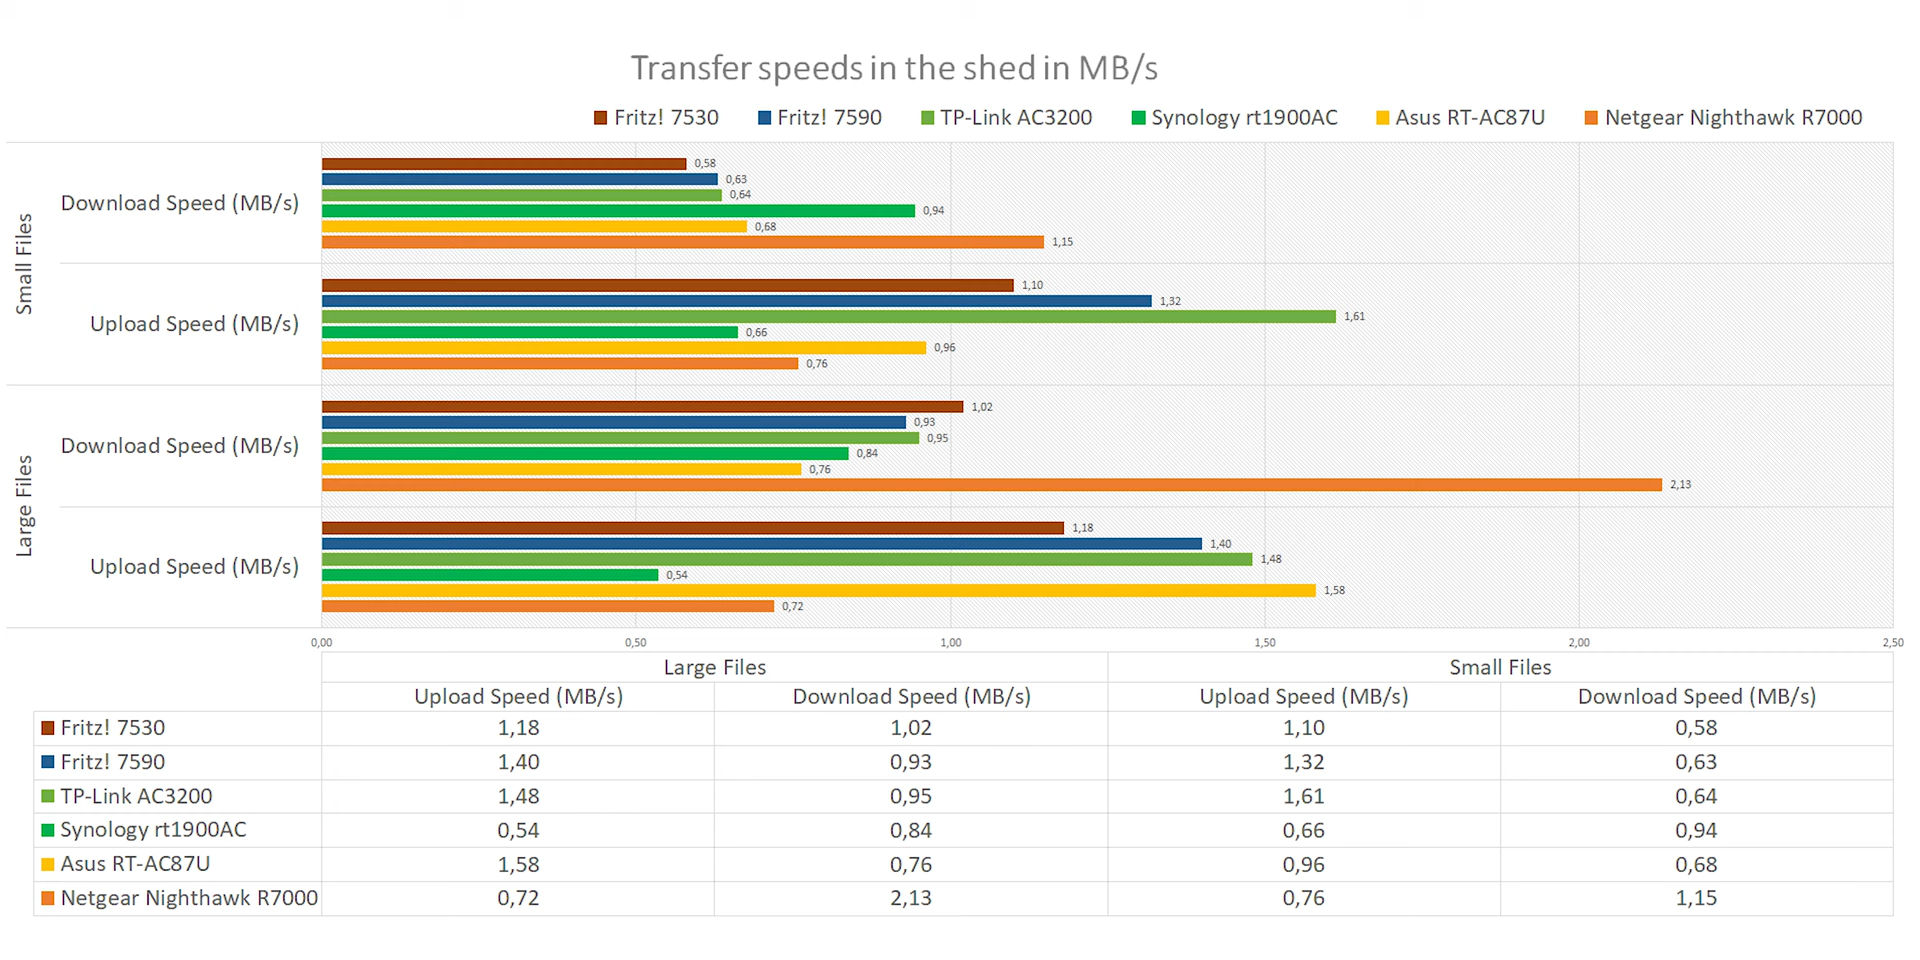 Transfer speeds in the shed in MB/s
Fritz! 7530 Fritz! 7590 TP-Link AC3200 Synology rt1900AC Asus RT-AC87U Netgear Nighthawk R7000
Small Files
Download Speed (MB/s)
0,58
0,63
0,64
0,94
0,68
1,15
Upload Speed (MB/s)
1,10
1,32
1,61
0,66
0,96
0,76
Large Files
Download Speed (MB/s)
1,02
0,93
0,95
0,84
0,76
2,13
Upload Speed (MB/s)
1,18
1,40
1,48
0,54
1,58
0,72
0,00 0,50 1,00 1,50 2,00 2,50
Large Files Small Files
Upload Speed (MB/s) Download Speed (MB/s) Upload Speed (MB/s) Download Speed (MB/s)
Fritz! 7530 1,18 1,02 1,10 0,58
Fritz! 7590 1,40 0,93 1,32 0,63
TP-Link AC3200 1,48 0,95 1,61 0,64
Synology rt1900AC 0,54 0,84 0,66 0,94
Asus RT-AC87U 1,58 0,76 0,96 0,68
Netgear Nighthawk R7000 0,72 2,13 0,76 1,15